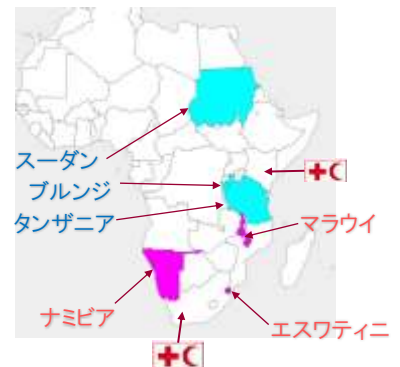 スーダン
ブルンジ
タンザニア
マラウイ
ナミビア
エスワティニ